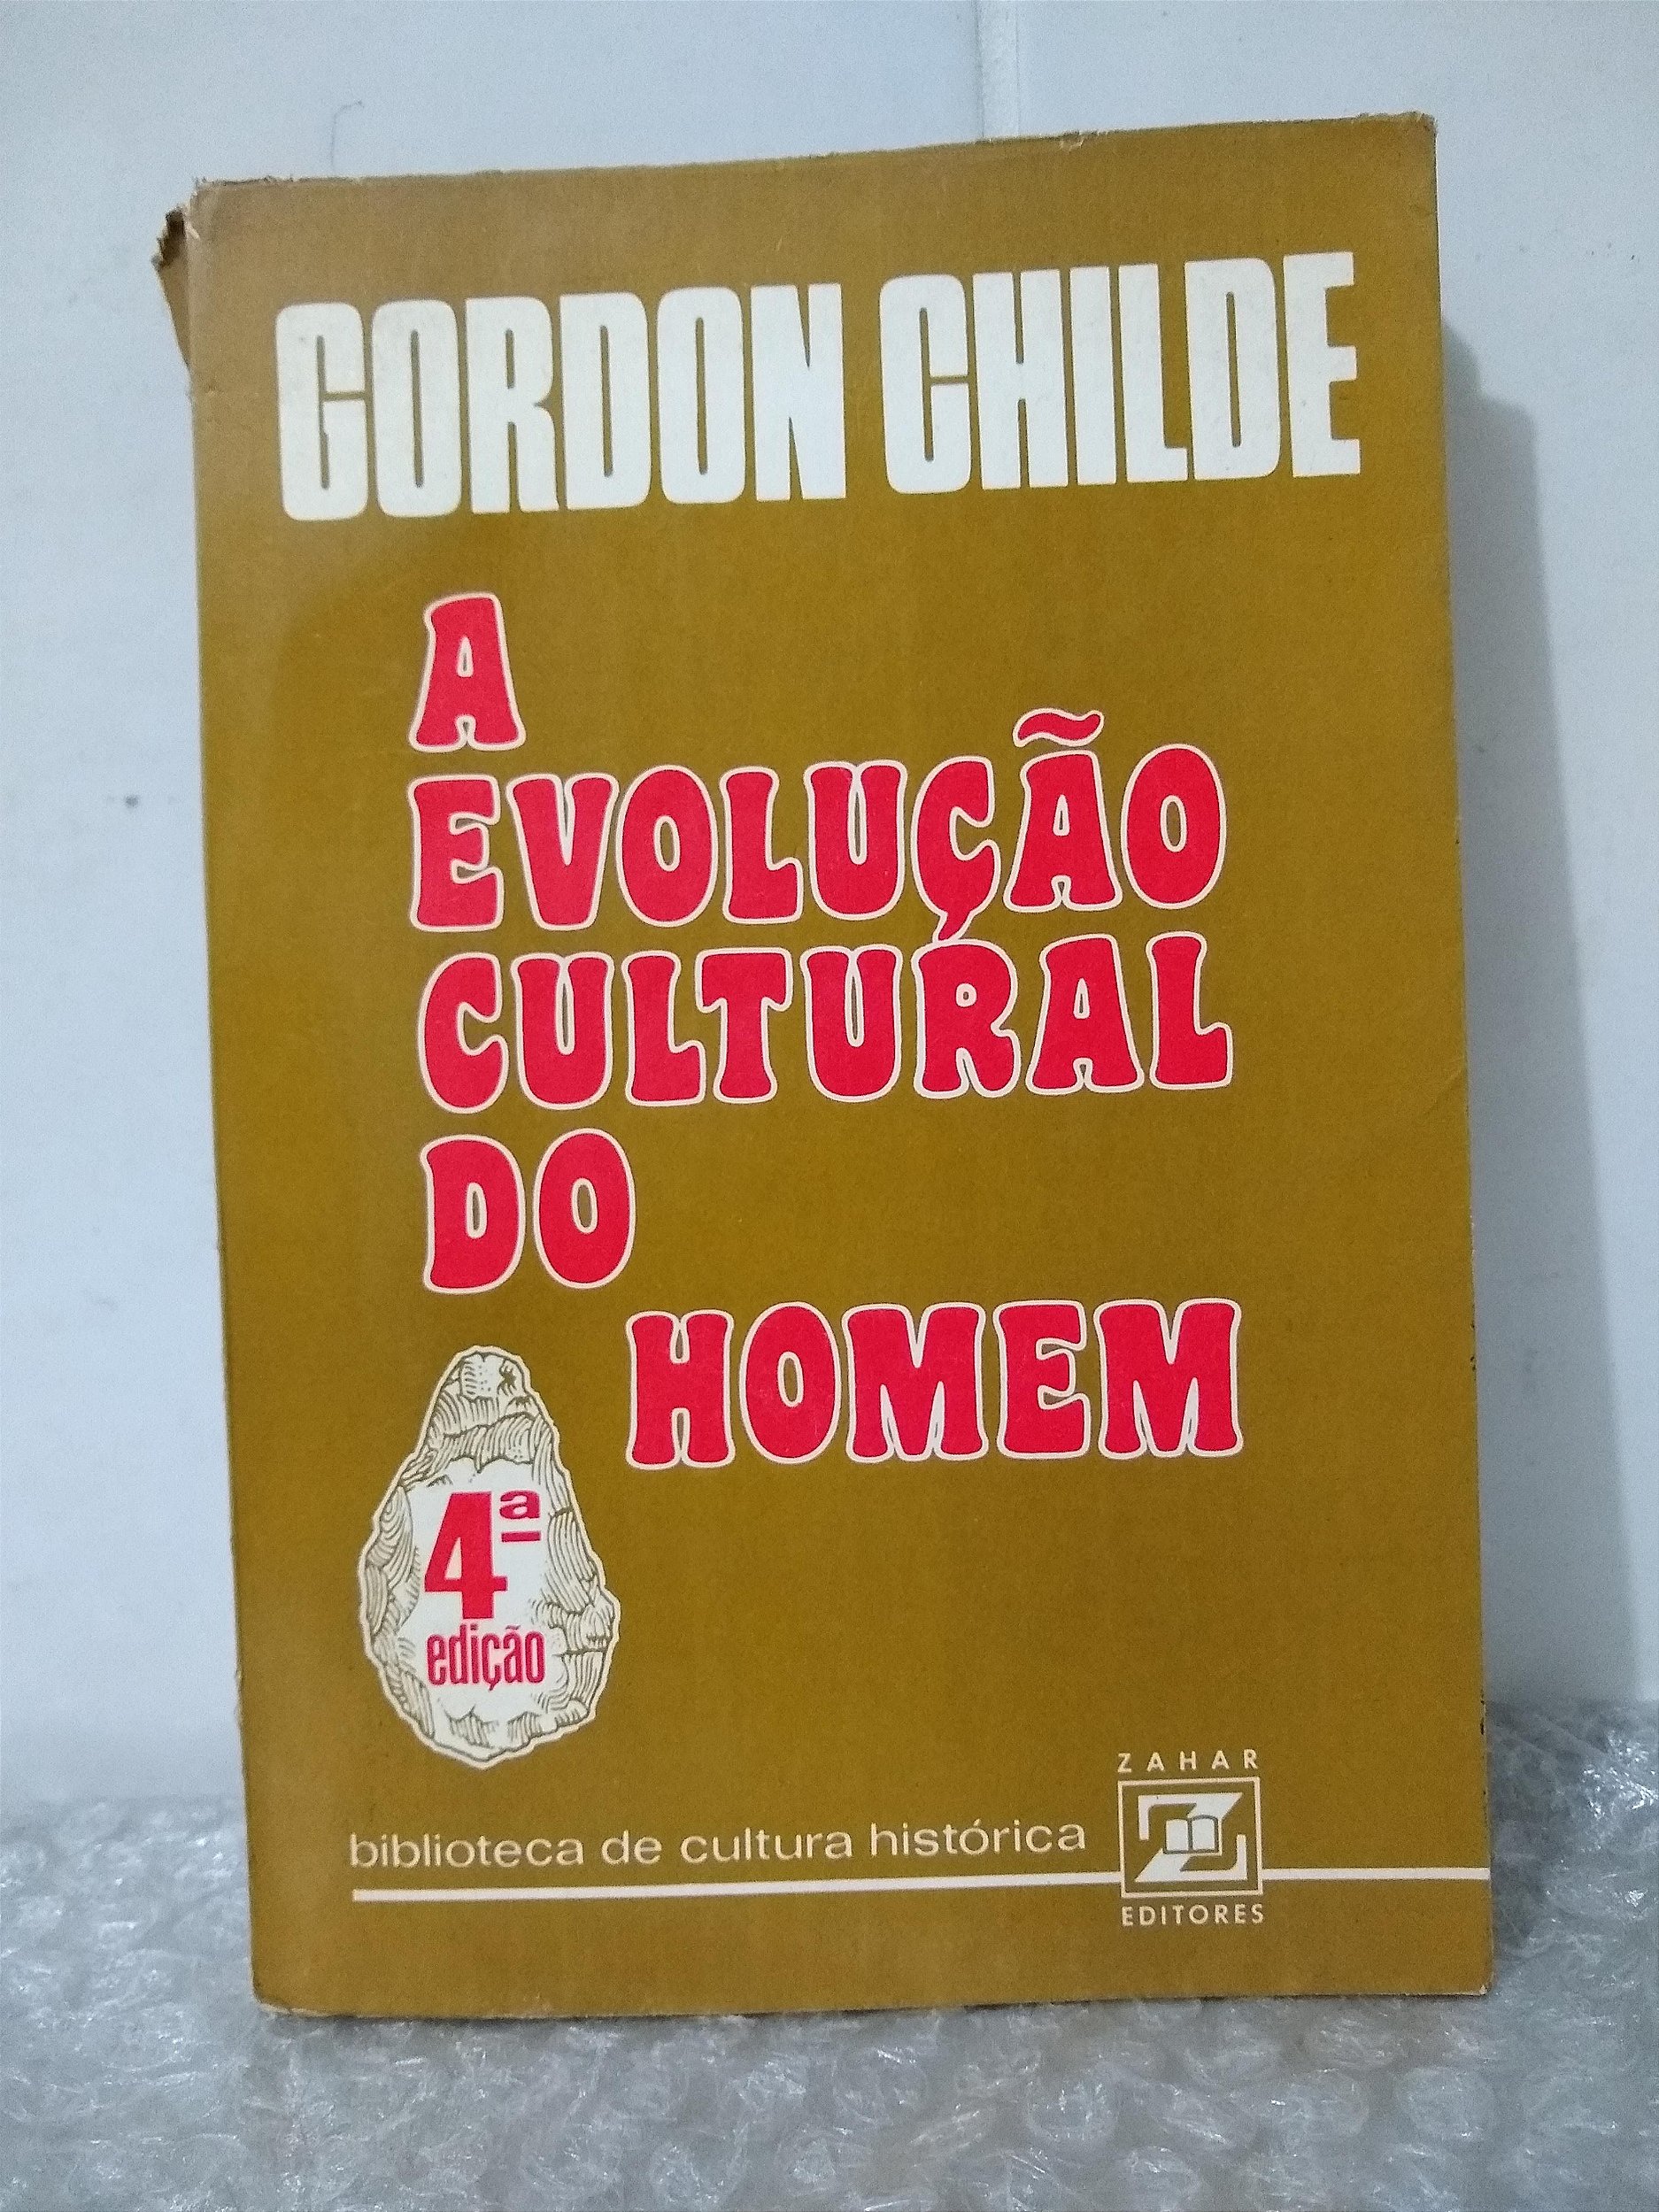 GORDON CHILDE
A
EVOLUÇÃO
CULTURAL
DO
HOMEM
4ª
edição
biblioteca de cultura histórica
ZAHAR
EDITORES